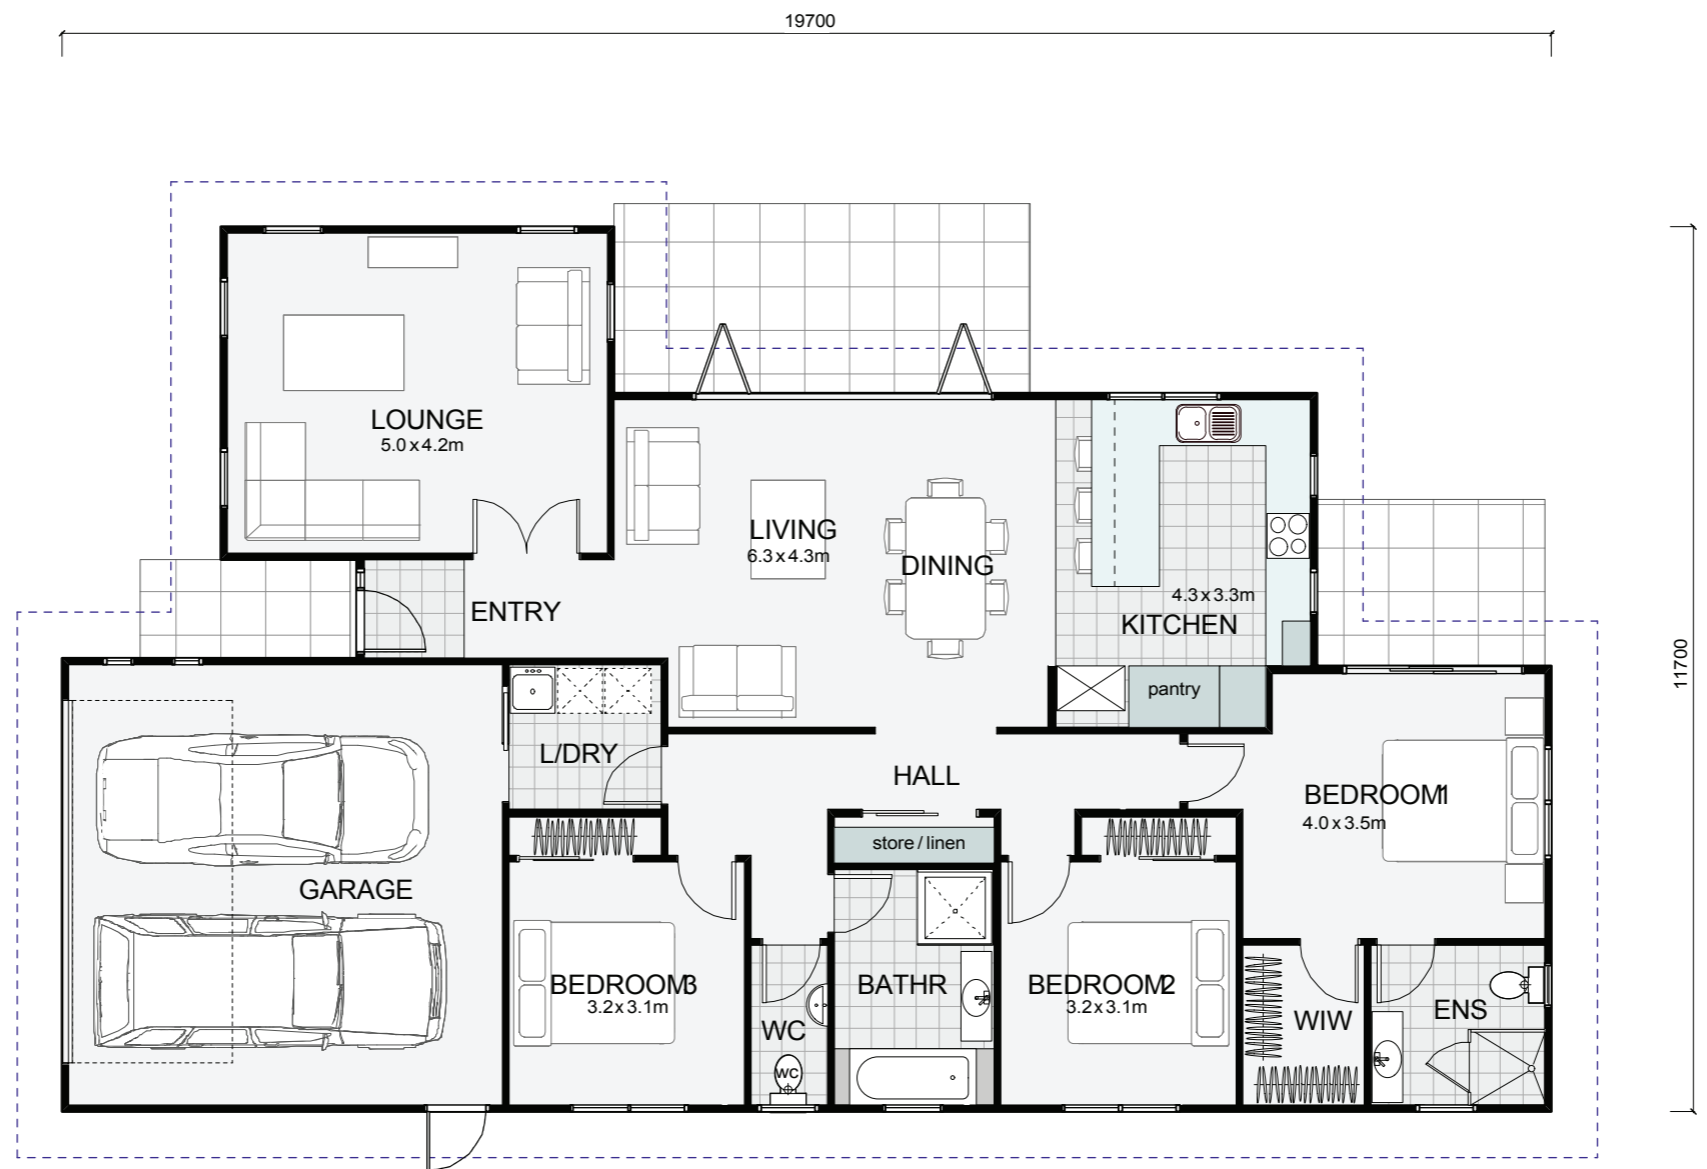 19700
11700
LOUNGE
5.0 x 4.2m
LIVING
6.3 x 4.3m
DINING
4.3 x 3.3m
KITCHEN
ENTRY
pantry
L/DRY
HALL
BEDROOM1
4.0 x 3.5m
store / linen
GARAGE
BEDROOM3
3.2 x 3.1m
BATHR
BEDROOM2
3.2 x 3.1m
WC
WIW
ENS
WC